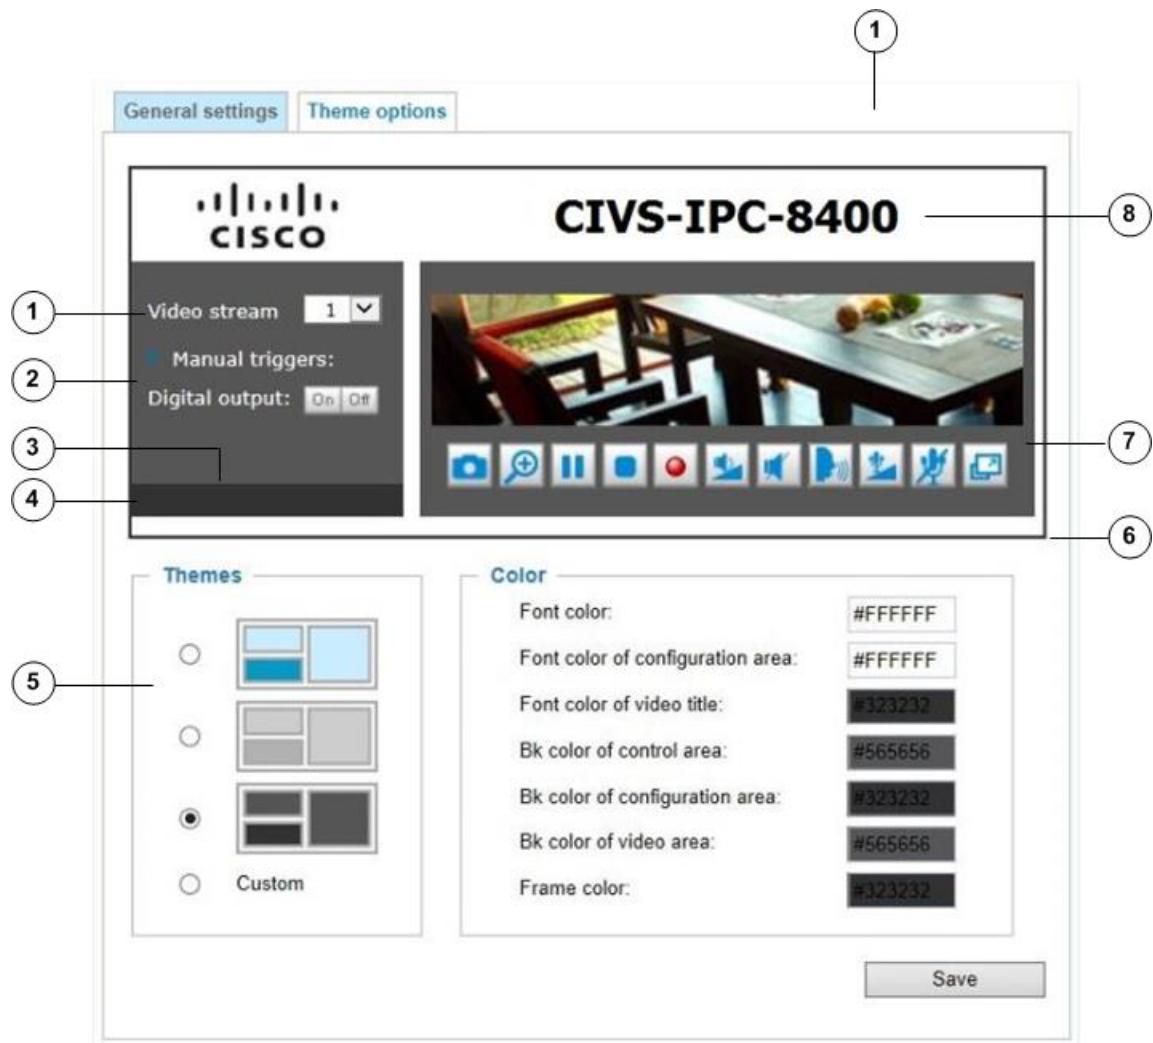 1
General settings
Theme options
CISCO
CIVS-IPC-8400
8
1
Video stream 1
2
Manual triggers:
Digital output: On Off
3
7
4
6
Themes
Color
Font color: #FFFFFF
Font color of configuration area: #FFFFFF
5
Font color of video title: #323232
Bk color of control area: #565656
Bk color of configuration area: #323232
Bk color of video area: #565656
Custom
Frame color: #323232
Save